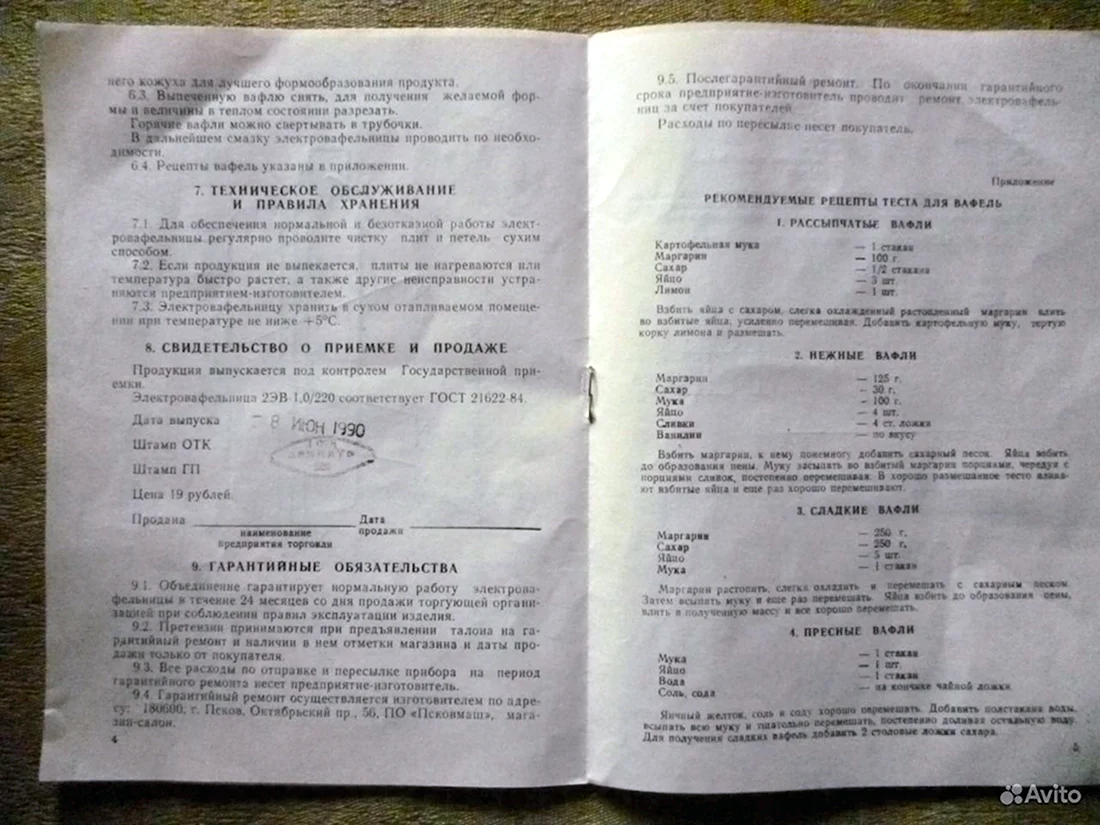 него кожуха для лучшего формообразования продукта.
6.3. Выпеченную вафлю снять, для получения желаемой фор-
мы и величины в теплом состоянии разрезать.
Горячие вафли можно свертывать в трубочки.
В дальнейшем смазку электровафельницы проводить по необхо-
димости.
6.4. Рецепты вафель указаны в приложении.
7. ТЕХНИЧЕСКОЕ ОБСЛУЖИВАНИЕ
И ПРАВИЛА ХРАНЕНИЯ
7.1. Для обеспечения нормальной и безотказной работы элект-
ровафельницы регулярно проводите чистку плит и петель сухим
способом.
7.2. Если продукция не выпекается, плиты не нагреваются или
температура быстро растет, а также другие неисправности устра-
няются предприятием-изготовителем.
7.3. Электровафельницу хранить в сухом отапливаемом помеще-
нии при температуре не ниже +5°С.
8. СВИДЕТЕЛЬСТВО О ПРИЕМКЕ И ПРОДАЖЕ
Продукция выпускается под контролем Государственной при-
емки.
Электровафельница 2ЭВ-1,0/220 соответствует ГОСТ 21622-84.
Дата выпуска - 8 ИЮН 1990
Штамп ОТК
Штамп ГП
Цена 19 рублей
Продана Дата
наименование продажи
предприятия торговли
9. ГАРАНТИЙНЫЕ ОБЯЗАТЕЛЬСТВА
9.1. Объединение гарантирует нормальную работу электрова-
фельницы в течение 24 месяцев со дня продажи торгующей органи-
зацией при соблюдении правил эксплуатации изделия.
9.2. Претензии принимаются при предъявлении талона на га-
рантийный ремонт и наличии в нем отметки магазина и даты про-
дажи только от покупателя.
9.3. Все расходы по отправке и пересылке прибора на период
гарантийного ремонта несет предприятие-изготовитель.
9.4. Гарантийный ремонт осуществляется изготовителем по адре-
су: 180600, г. Псков, Октябрьский пр., 56, ПО «Псковмаш», мага-
зин-салон.
4
9.5. Послегарантийный ремонт. По окончании гарантийного
срока предприятие-изготовитель проводит ремонт электровафель-
ниц за счет покупателей.
Расходы по пересылке несет покупатель.
Приложение
РЕКОМЕНДУЕМЫЕ РЕЦЕПТЫ ТЕСТА ДЛЯ ВАФЕЛЬ
1. РАССЫПЧАТЫЕ ВАФЛИ
Картофельная мука — 1 стакан
Маргарин — 100 г.
Сахар — 1/2 стакана
Яйцо — 3 шт.
Лимон — 1 шт.
Взбить яйца с сахаром, слегка охлажденный растопленный маргарин влить
во взбитые яйца, усиленно перемешивая. Добавить картофельную муку, тертую
корку лимона и размешать.
2. НЕЖНЫЕ ВАФЛИ
Маргарин — 125 г.
Сахар — 30 г.
Мука — 100 г.
Яйцо — 4 шт.
Сливки — 4 ст. ложки
Ванилин — по вкусу
Взбить маргарин, к нему понемногу добавить сахарный песок. Яйца взбить
до образования пены. Муку засыпать во взбитый маргарин порциями, чередуя с
порциями сливок, постепенно перемешивая. В хорошо размешанное тесто влива-
ют взбитые яйца и еще раз хорошо перемешивают.
3. СЛАДКИЕ ВАФЛИ
Маргарин — 250 г.
Сахар — 250 г.
Яйцо — 5 шт.
Мука — 1 стакан
Маргарин растопить, слегка охладить и перемешать с сахарным песком.
Затем всыпать муку и еще раз перемешать. Яйца взбить до образования пены,
влить в полученную массу и все хорошо перемешать.
4. ПРЕСНЫЕ ВАФЛИ
Мука — 1 стакан
Яйцо — 1 шт.
Вода — 1 стакан
Соль, сода — на кончике чайной ложки
Яичный желток, соль и соду хорошо перемешать. Добавить полстакана воды,
всыпать всю муку и тщательно перемешать, постепенно доливая остальную воду.
Для получения сладких вафель добавить 2 столовые ложки сахара.
5
Avito